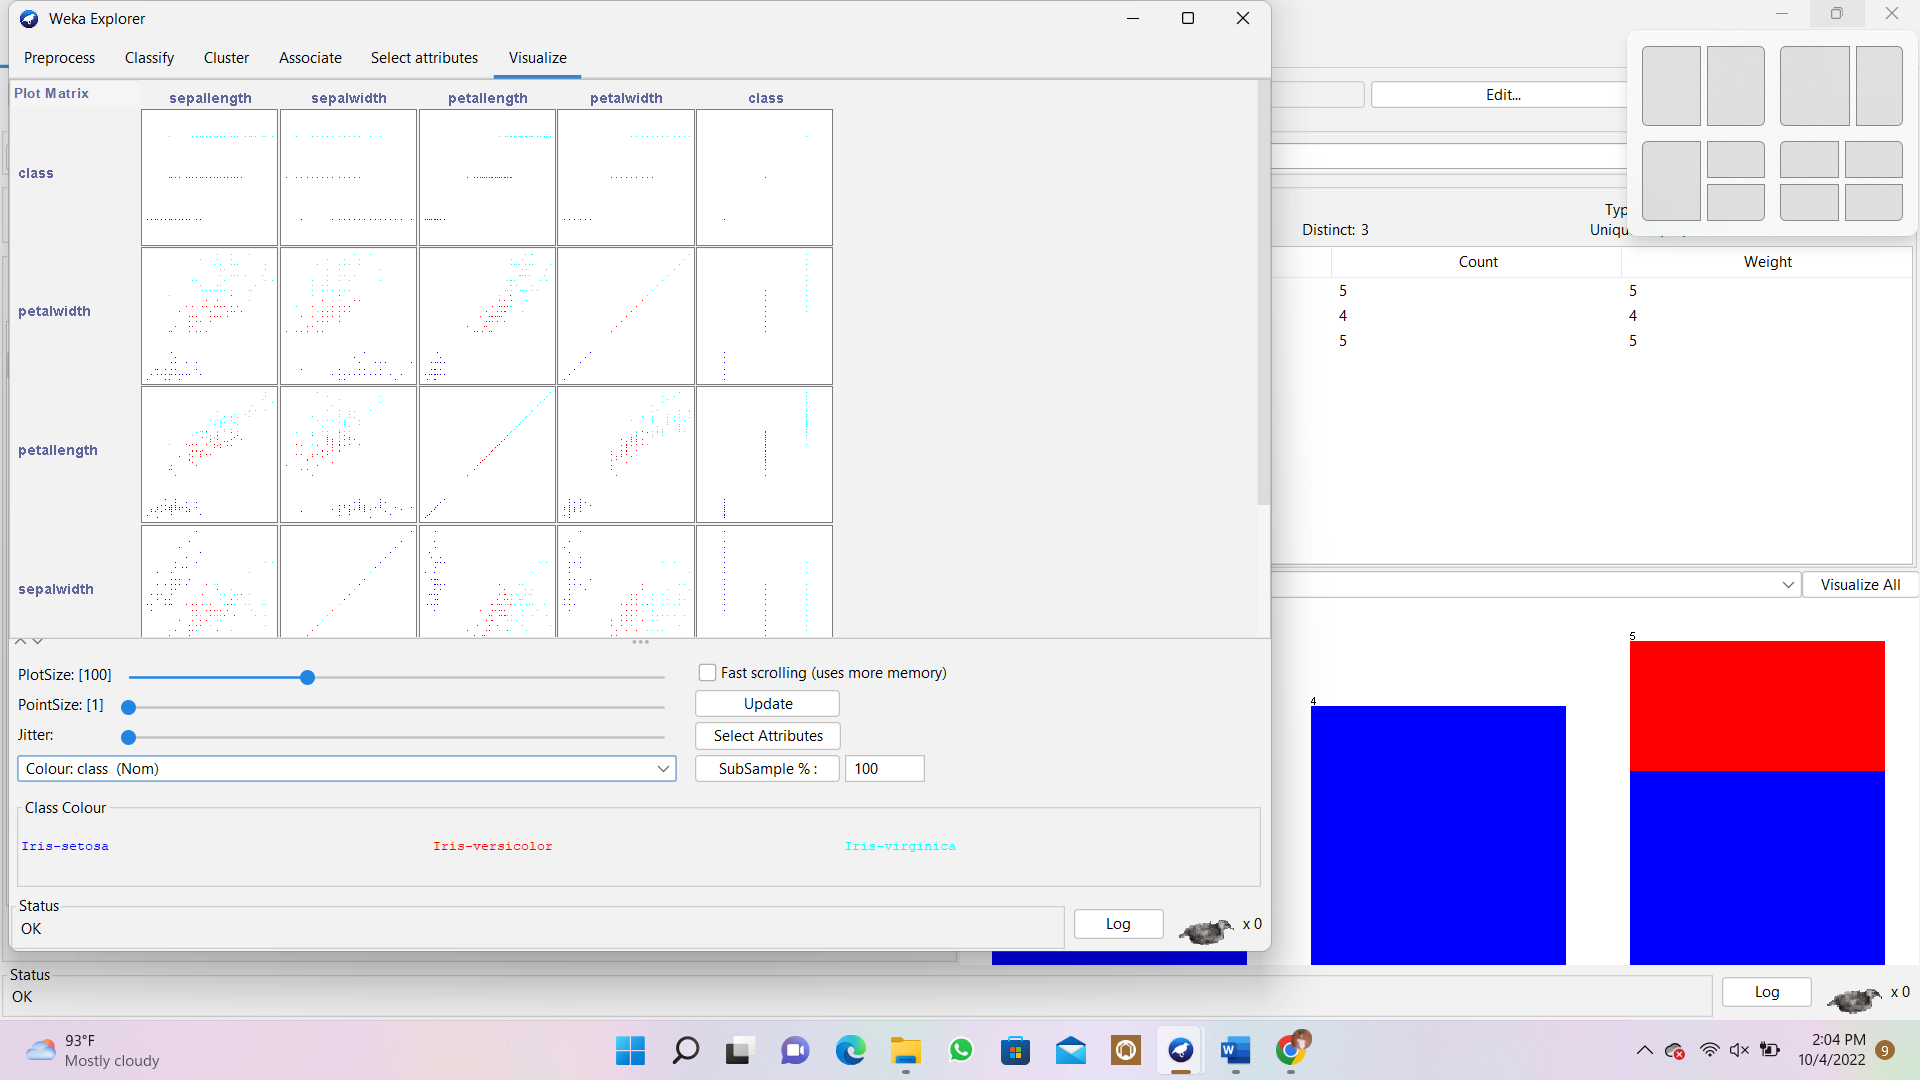 Weka Explorer
Preprocess Classify Cluster Associate Select attributes Visualize
Plot Matrix
sepallength sepalwidth petallength petalwidth class
class
petalwidth
petallength
sepalwidth
PlotSize: [100]
PointSize: [1]
Jitter:
Fast scrolling (uses more memory)
Update
Select Attributes
Colour: class (Nom)
SubSample % :
100
Class Colour
Iris-setosa Iris-versicolor Iris-virginica
Status
OK
Log
x 0
Edit...
Distinct: 3
Count Weight
5 5
4 4
5 5
Visualize All
4
5
Status
OK
Log
x 0
93°F
Mostly cloudy
2:04 PM
10/4/2022
9